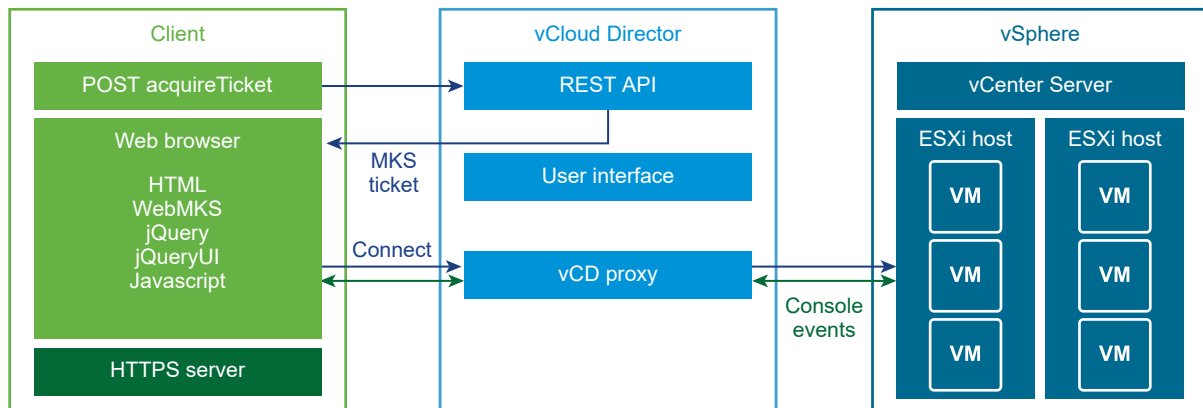 Client
POST acquireTicket
Web browser
HTML
WebMKS
jQuery
jQueryUI
Javascript
HTTPS server
MKS
ticket
Connect
vCloud Director
REST API
User interface
vCD proxy
Console
events
vSphere
vCenter Server
ESXi host
VM
VM
VM
ESXi host
VM
VM
VM